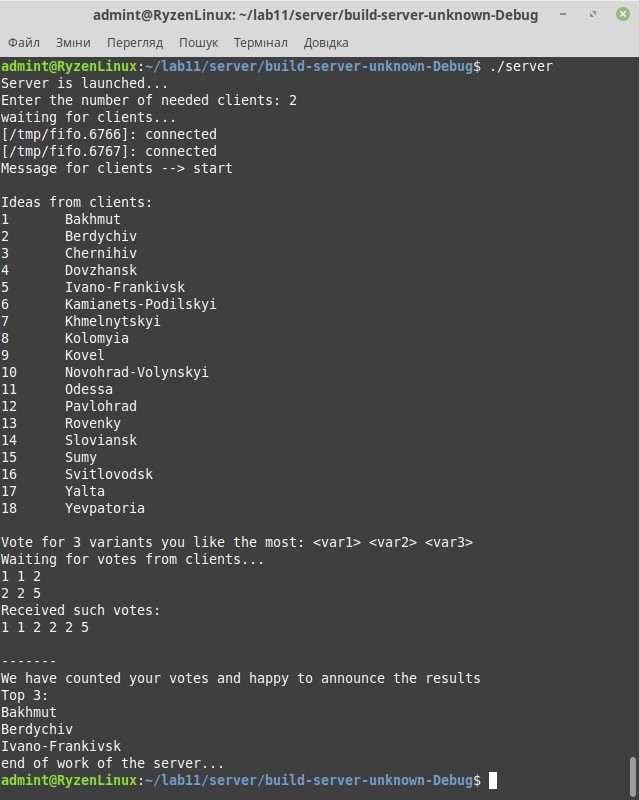 admint@RyzenLinux: ~/lab11/server/build-server-unknown-Debug
Файл Зміни Перегляд Пошук Термінал Довідка
admint@RyzenLinux:~/lab11/server/build-server-unknown-Debug$ ./server
Server is launched...
Enter the number of needed clients: 2
waiting for clients...
[/tmp/fifo.6766]: connected
[/tmp/fifo.6767]: connected
Message for clients --> start
Ideas from clients:
1 Bakhmut
2 Berdychiv
3 Chernihiv
4 Dovzhansk
5 Ivano-Frankivsk
6 Kamianets-Podilskyi
7 Khmelnytskyi
8 Kolomyia
9 Kovel
10 Novohrad-Volynskyi
11 Odessa
12 Pavlohrad
13 Rovenky
14 Sloviansk
15 Sumy
16 Svitlovodsk
17 Yalta
18 Yevpatoria
Vote for 3 variants you like the most: <var1> <var2> <var3>
Waiting for votes from clients...
1 1 2
2 2 5
Received such votes:
1 1 2 2 2 5
-------
We have counted your votes and happy to announce the results
Top 3:
Bakhmut
Berdychiv
Ivano-Frankivsk
end of work of the server...
admint@RyzenLinux:~/lab11/server/build-server-unknown-Debug$